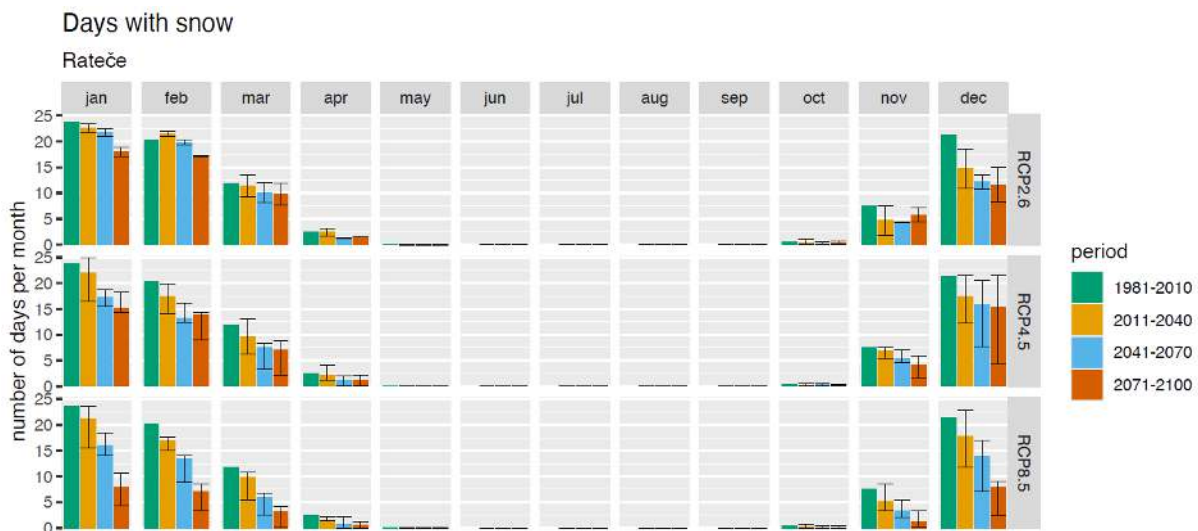 Days with snow
Rateče
jan feb mar apr may jun jul aug sep oct nov dec
number of days per month
25
20
15
10
5
0
RCP2.6
25
20
15
10
5
0
RCP4.5
25
20
15
10
5
0
RCP8.5
period
1981-2010
2011-2040
2041-2070
2071-2100